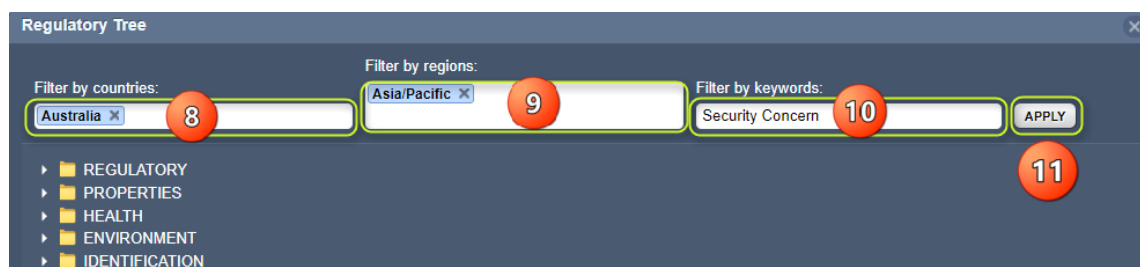 Regulatory Tree
Filter by countries:
Australia ×
8
Filter by regions:
Asia/Pacific ×
9
Filter by keywords:
Security Concern
10
APPLY
11
REGULATORY
PROPERTIES
HEALTH
ENVIRONMENT
IDENTIFICATION